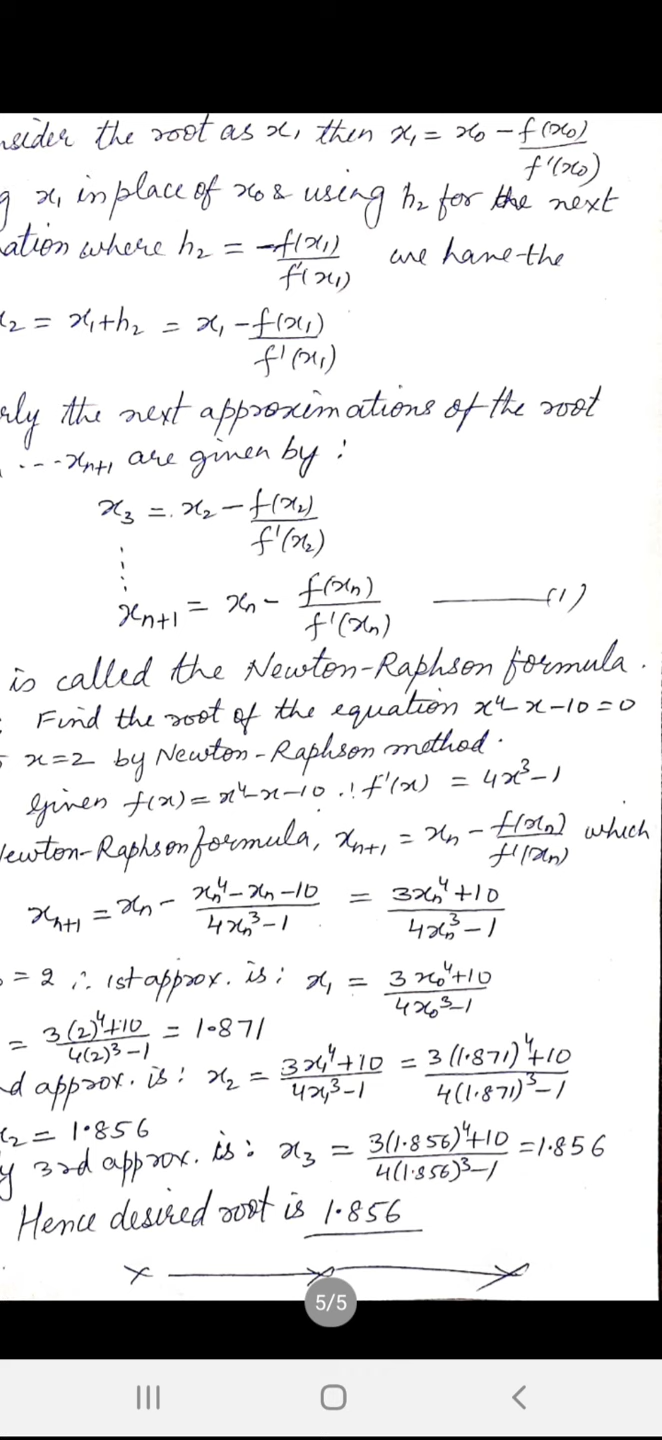 nsider the root as x₁ then x₁ = x₀ - f(x₀)/f'(x₀)
g x₁ in place of x₀ & using h₂ for the next
ation where h₂ = -f(x₁)/f'(x₁) we have the
x₂ = x₁+h₂ = x₁ - f(x₁)/f'(x₁)
rly the next approximations of the root
, ---xₙ₊₁ are given by :
x₃ = x₂ - f(x₂)/f'(x₂)
xₙ₊₁ = xₙ - f(xₙ)/f'(xₙ) ——— (1)
is called the Newton-Raphson formula.
: Find the root of the equation x⁴-x-10=0
x=2 by Newton-Raphson method.
Given f(x)=x⁴-x-10 ∴ f'(x) = 4x³-1
Newton-Raphson formula, xₙ₊₁ = xₙ - f(xₙ)/f'(xₙ) which
xₙ₊₁ = xₙ - (xₙ⁴-xₙ-10)/(4xₙ³-1) = (3xₙ⁴+10)/(4xₙ³-1)
= 2 ∴ 1st approx. is : x₁ = (3x₀⁴+10)/(4x₀³-1)
= (3(2)⁴+10)/(4(2)³-1) = 1.871
d approx. is : x₂ = (3x₁⁴+10)/(4x₁³-1) = (3(1.871)⁴+10)/(4(1.871)³-1)
x₂ = 1.856
y 3rd approx. is : x₃ = (3(1.856)⁴+10)/(4(1.856)³-1) = 1.856
Hence desired root is 1.856
5/5